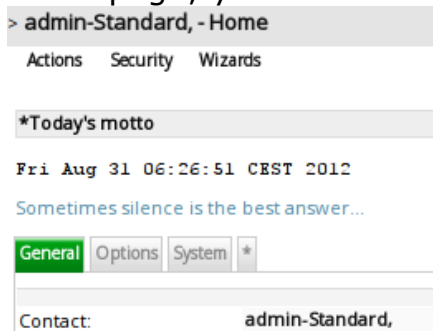 > admin-Standard, - Home
Actions Security Wizards
*Today's motto
Fri Aug 31 06:26:51 CEST 2012
Sometimes silence is the best answer...
General Options System *
Contact: admin-Standard,